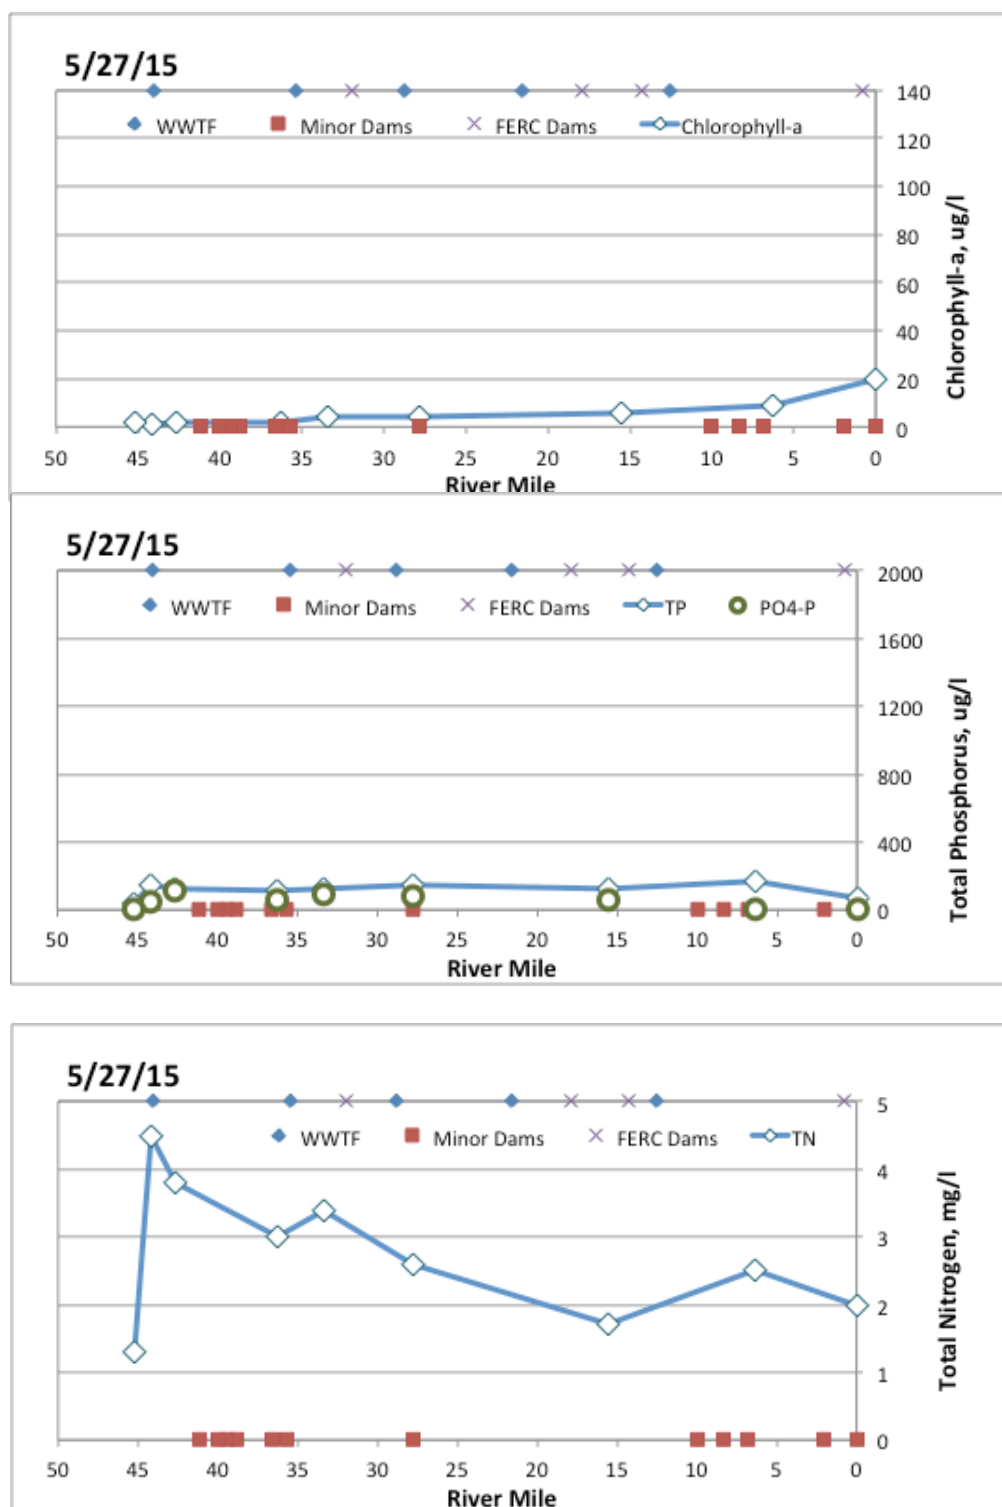 5/27/15
140
WWTF Minor Dams FERC Dams Chlorophyll-a
120
100
80
60
40
20
0
Chlorophyll-a, ug/l
50 45 40 35 30 25 20 15 10 5 0
River Mile
5/27/15
2000
WWTF Minor Dams FERC Dams TP PO4-P
1600
1200
800
400
0
Total Phosphorus, ug/l
50 45 40 35 30 25 20 15 10 5 0
River Mile
5/27/15
5
WWTF Minor Dams FERC Dams TN
4
3
2
1
0
Total Nitrogen, mg/l
50 45 40 35 30 25 20 15 10 5 0
River Mile